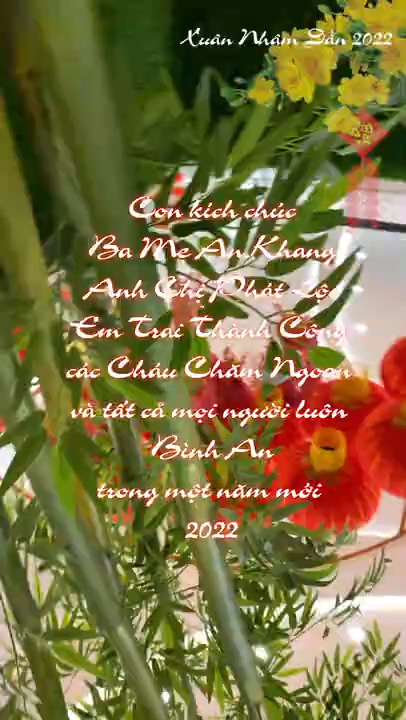 Xuân Nhâm Dần 2022
Con kích chúc
Ba Mẹ An Khang
Anh Chị Phát Lộc
Em Trai Thành Công
các Cháu Chăm Ngoan
và tất cả mọi người luôn
Bình An
trong một năm mới
2022